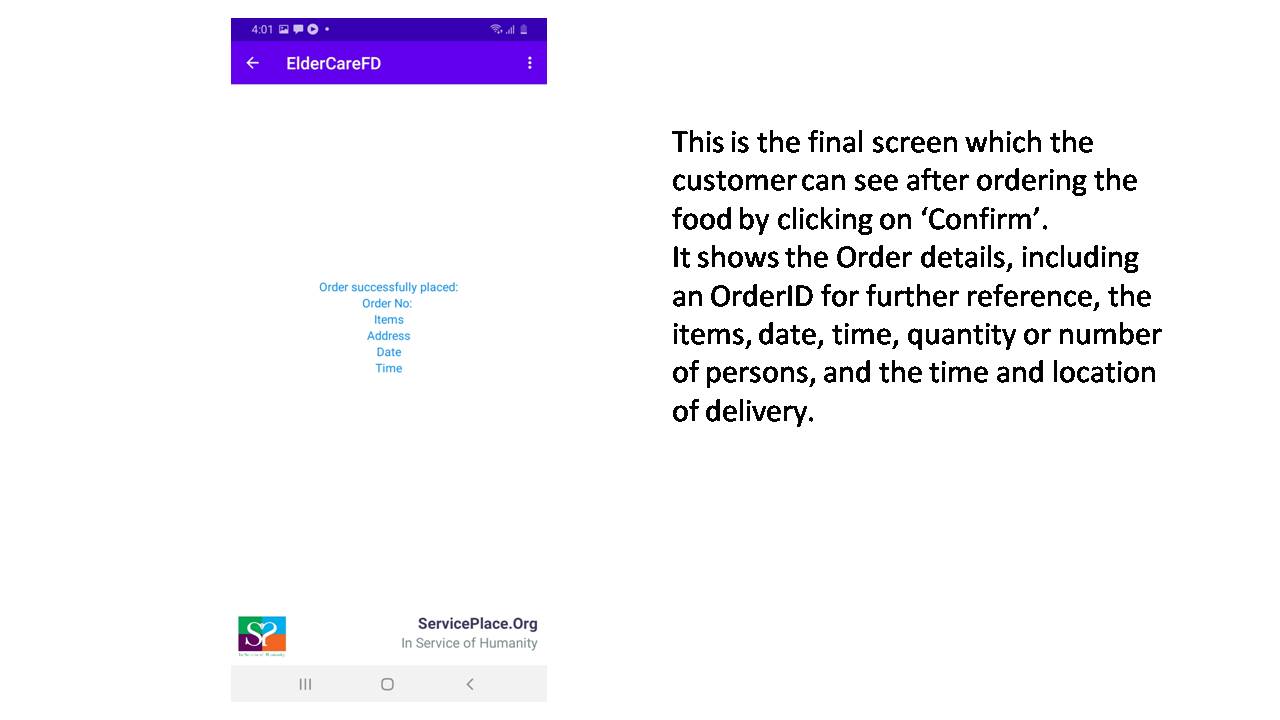 4:01
ElderCareFD
Order successfully placed:
Order No:
Items
Address
Date
Time
SP
ServicePlace.Org
In Service of Humanity
This is the final screen which the
customer can see after ordering the
food by clicking on ‘Confirm’.
It shows the Order details, including
an OrderID for further reference, the
items, date, time, quantity or number
of persons, and the time and location
of delivery.